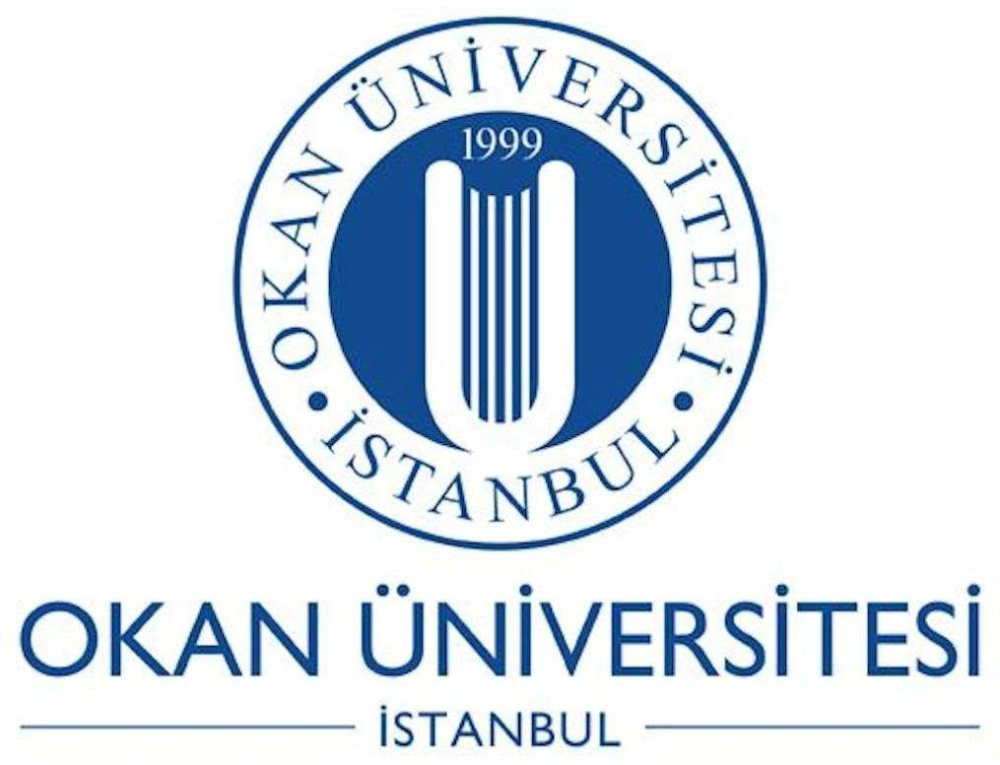 OKAN ÜNİVERSİTESİ
1999
• İSTANBUL •
OKAN ÜNİVERSİTESİ
İSTANBUL